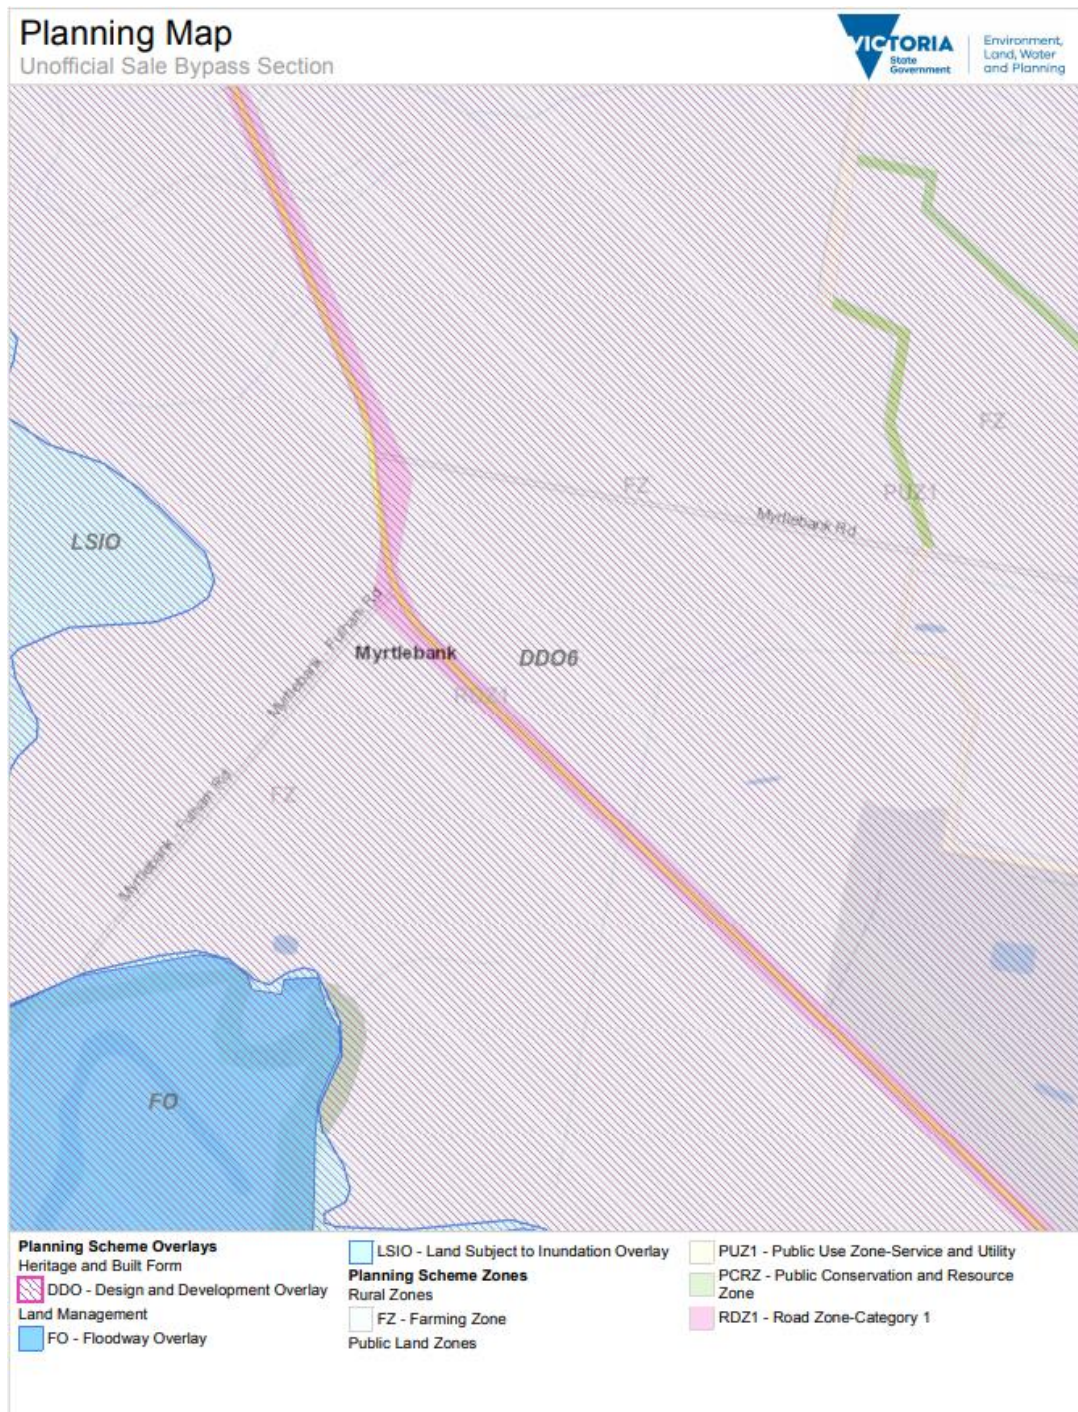 Planning Map
Unofficial Sale Bypass Section
VICTORIA
State
Government
Environment,
Land, Water
and Planning
FZ
FZ
PUZ1
Myrtlebank Rd
LSIO
Myrtlebank - Fulham Rd
Myrtlebank
DDO6
RDZ1
FZ
Myrtlebank - Fulham Rd
FO
Planning Scheme Overlays
Heritage and Built Form
DDO - Design and Development Overlay
Land Management
FO - Floodway Overlay
LSIO - Land Subject to Inundation Overlay
Planning Scheme Zones
Rural Zones
FZ - Farming Zone
Public Land Zones
PUZ1 - Public Use Zone-Service and Utility
PCRZ - Public Conservation and Resource
Zone
RDZ1 - Road Zone-Category 1